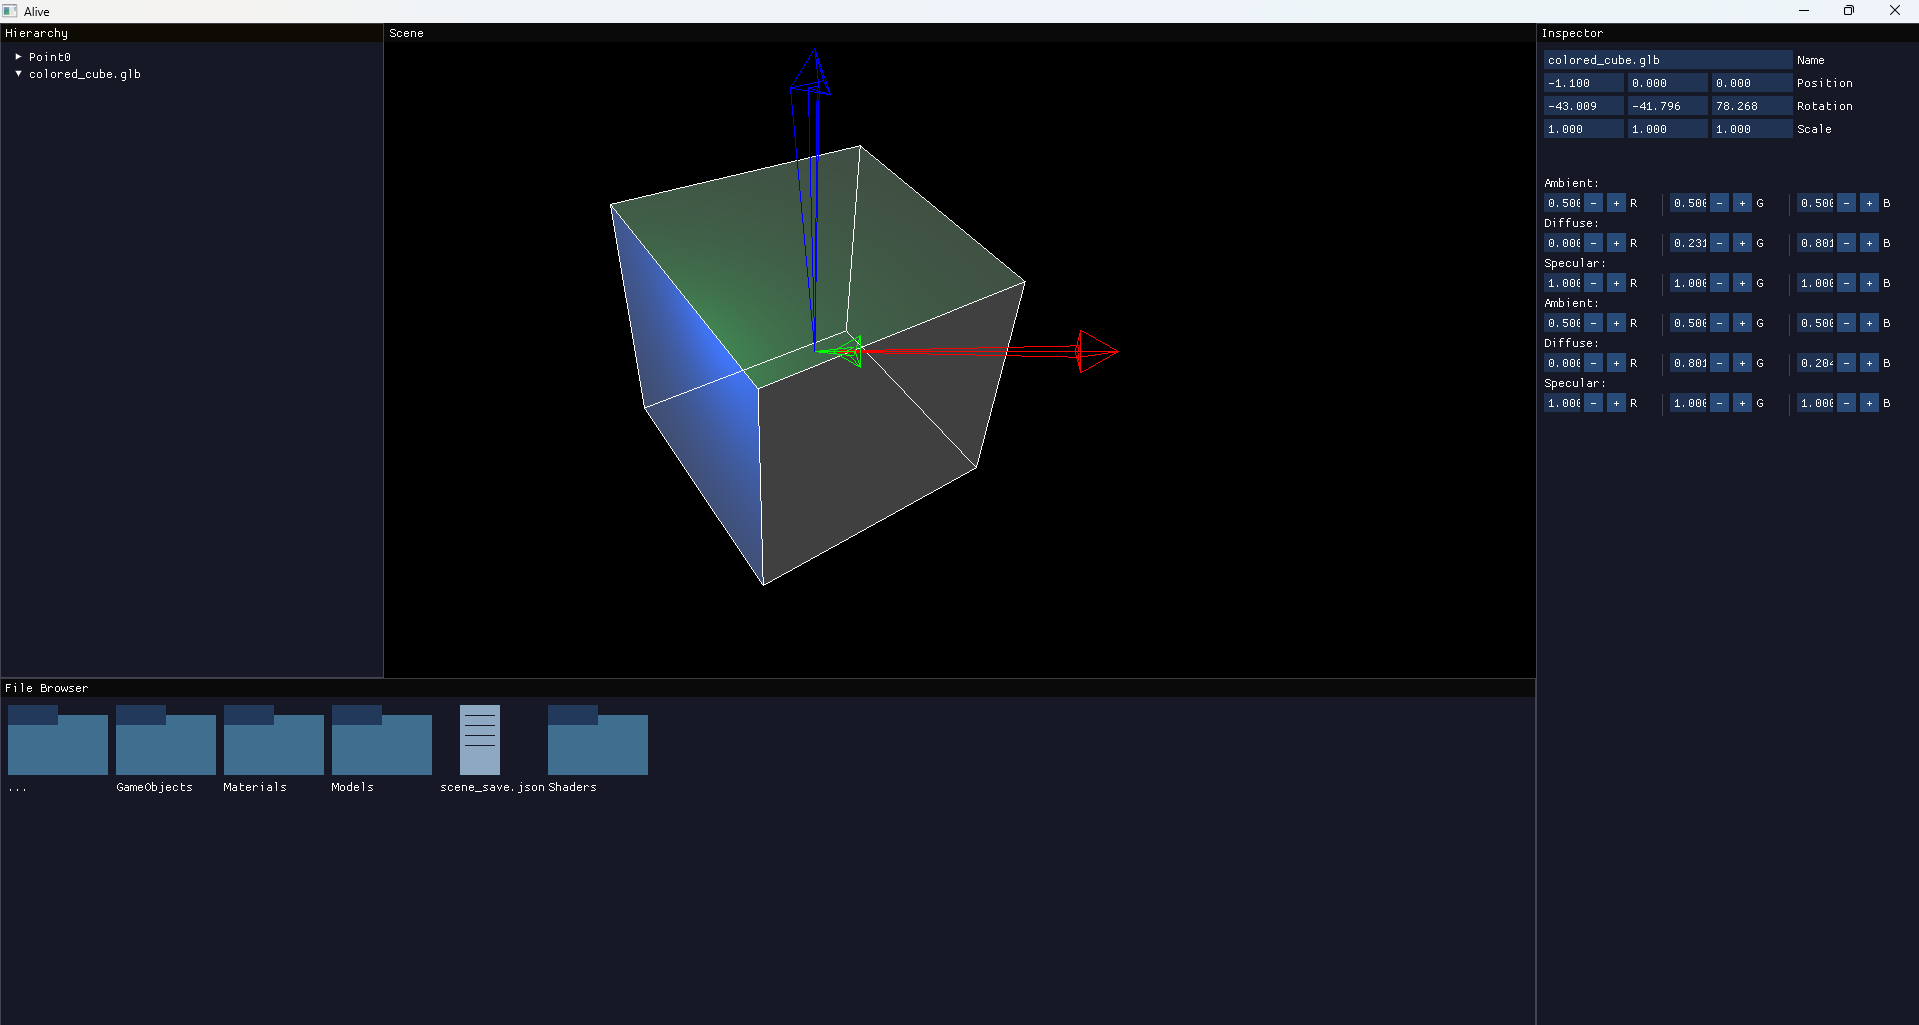 Alive
Hierarchy
Point0
colored_cube.glb
Scene
Inspector
colored_cube.glb Name
-1.100 0.000 0.000 Position
-43.009 -41.796 78.268 Rotation
1.000 1.000 1.000 Scale
Ambient:
0.500 - + R 0.500 - + G 0.500 - + B
Diffuse:
0.000 - + R 0.231 - + G 0.801 - + B
Specular:
1.000 - + R 1.000 - + G 1.000 - + B
Ambient:
0.500 - + R 0.500 - + G 0.500 - + B
Diffuse:
0.000 - + R 0.801 - + G 0.204 - + B
Specular:
1.000 - + R 1.000 - + G 1.000 - + B
File Browser
... GameObjects Materials Models scene_save.json Shaders